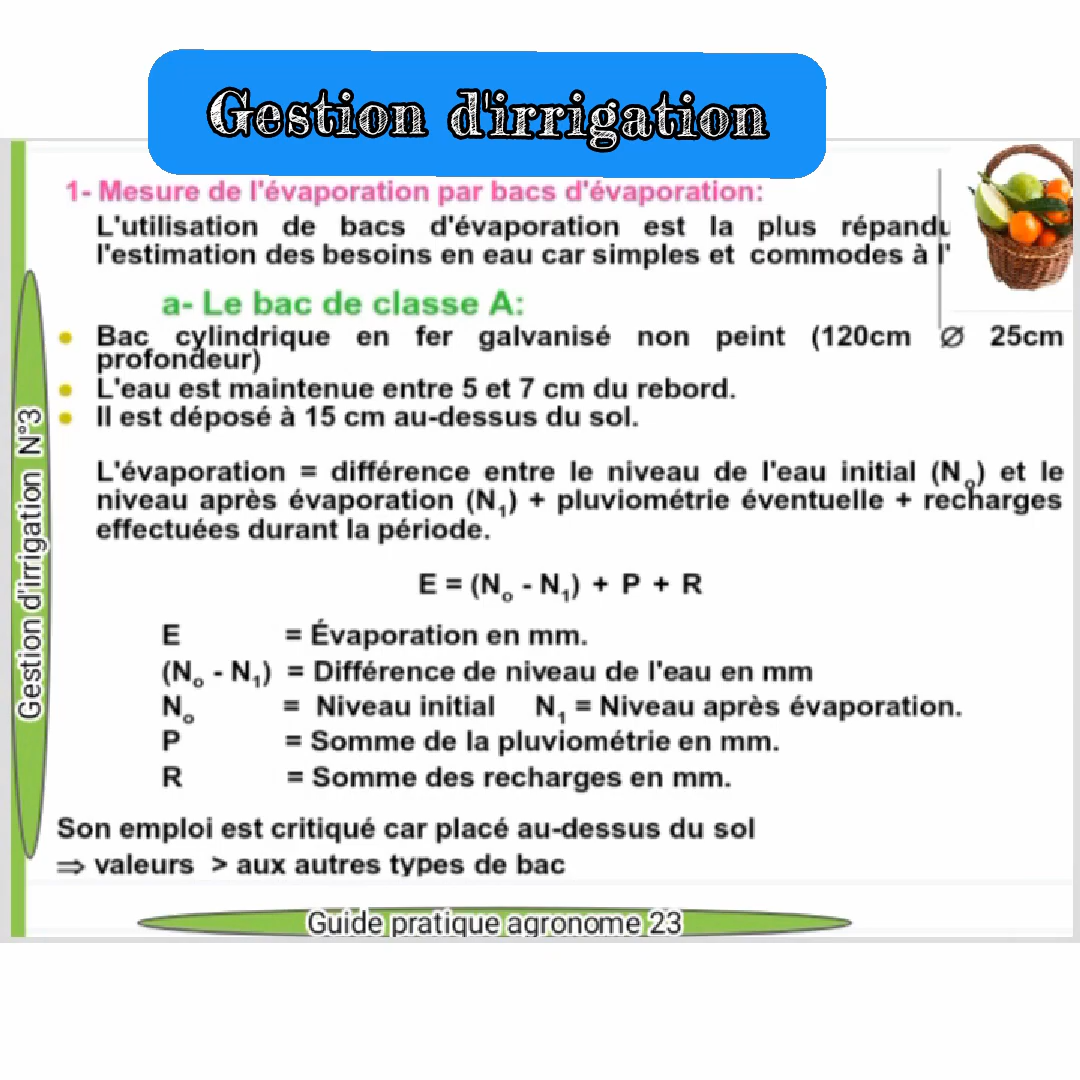 Gestion d'irrigation
1- Mesure de l'évaporation par bacs d'évaporation:
L'utilisation de bacs d'évaporation est la plus
l'estimation des besoins en eau car simples et commodes à l'
a- Le bac de classe A:
• Bac cylindrique en fer galvanisé non peint (120cm Ø 25cm
profondeur)
• L'eau est maintenue entre 5 et 7 cm du rebord.
• Il est déposé à 15 cm au-dessus du sol.
L'évaporation = différence entre le niveau de l'eau initial (N₀) et le
niveau après évaporation (N₁) + pluviométrie éventuelle + recharges
effectuées durant la période.
E = (N₀ - N₁) + P + R
E = Évaporation en mm.
(N₀ - N₁) = Différence de niveau de l'eau en mm
N₀ = Niveau initial N₁ = Niveau après évaporation.
P = Somme de la pluviométrie en mm.
R = Somme des recharges en mm.
Son emploi est critiqué car placé au-dessus du sol
⇒ valeurs > aux autres types de bac
Gestion d'irrigation N°3
Guide pratique agronome 23